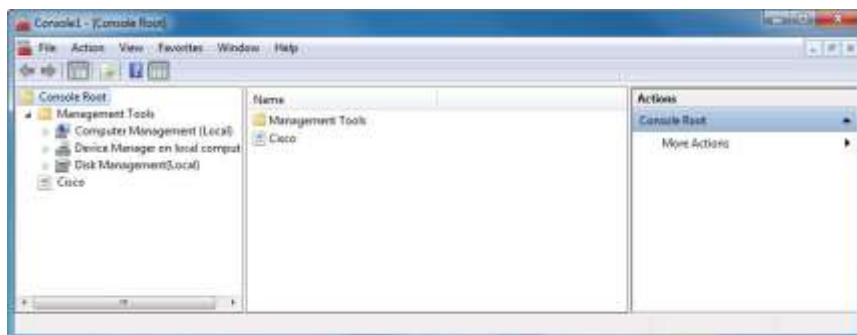 Console1 - [Console Root]
File Action View Favorites Window Help
Console Root
Management Tools
Computer Management (Local)
Device Manager on local comput
Disk Management(Local)
Cisco
Name
Management Tools
Cisco
Actions
Console Root
More Actions